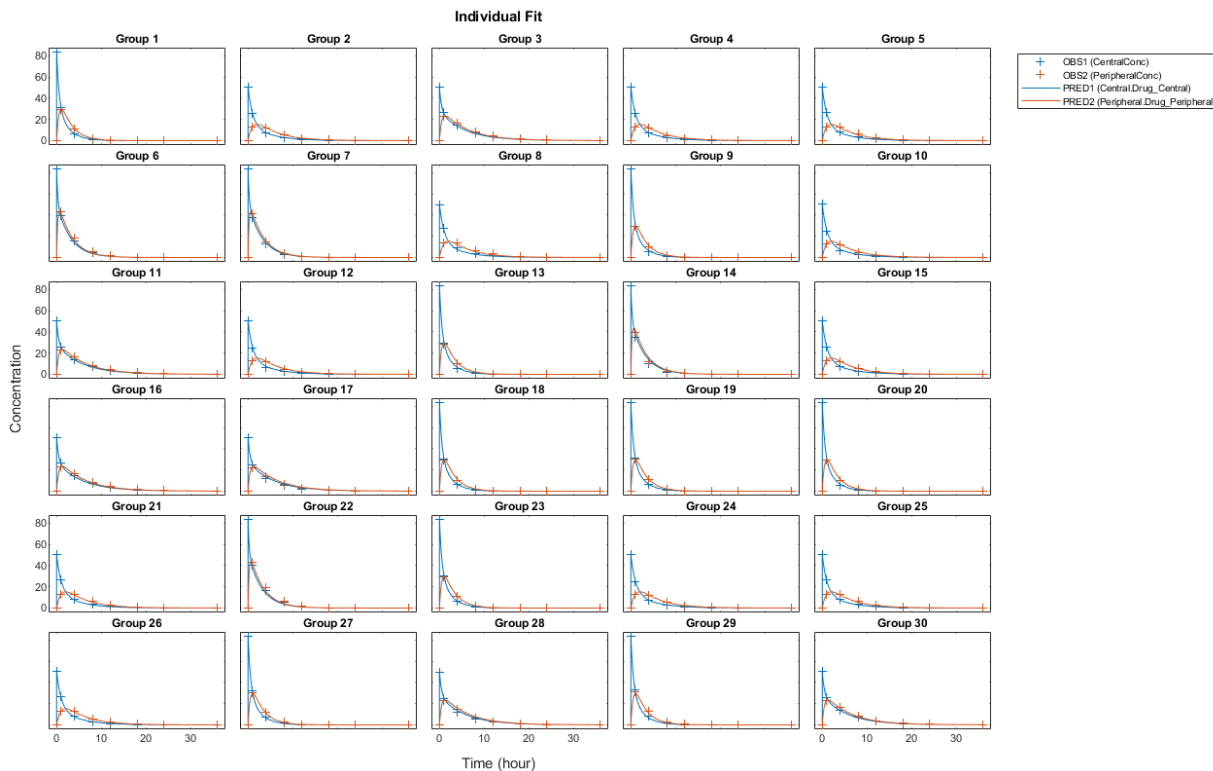 Individual Fit
Group 1 Group 2 Group 3 Group 4 Group 5
OBS1 (CentralConc)
OBS2 (PeripheralConc)
PRED1 (Central.Drug_Central)
PRED2 (Peripheral.Drug_Peripheral)
80
60
40
20
0
Group 6 Group 7 Group 8 Group 9 Group 10
Group 11 Group 12 Group 13 Group 14 Group 15
80
60
40
20
0
Concentration
Group 16 Group 17 Group 18 Group 19 Group 20
Group 21 Group 22 Group 23 Group 24 Group 25
80
60
40
20
0
Group 26 Group 27 Group 28 Group 29 Group 30
0 10 20 30 0 10 20 30 0 10 20 30
Time (hour)